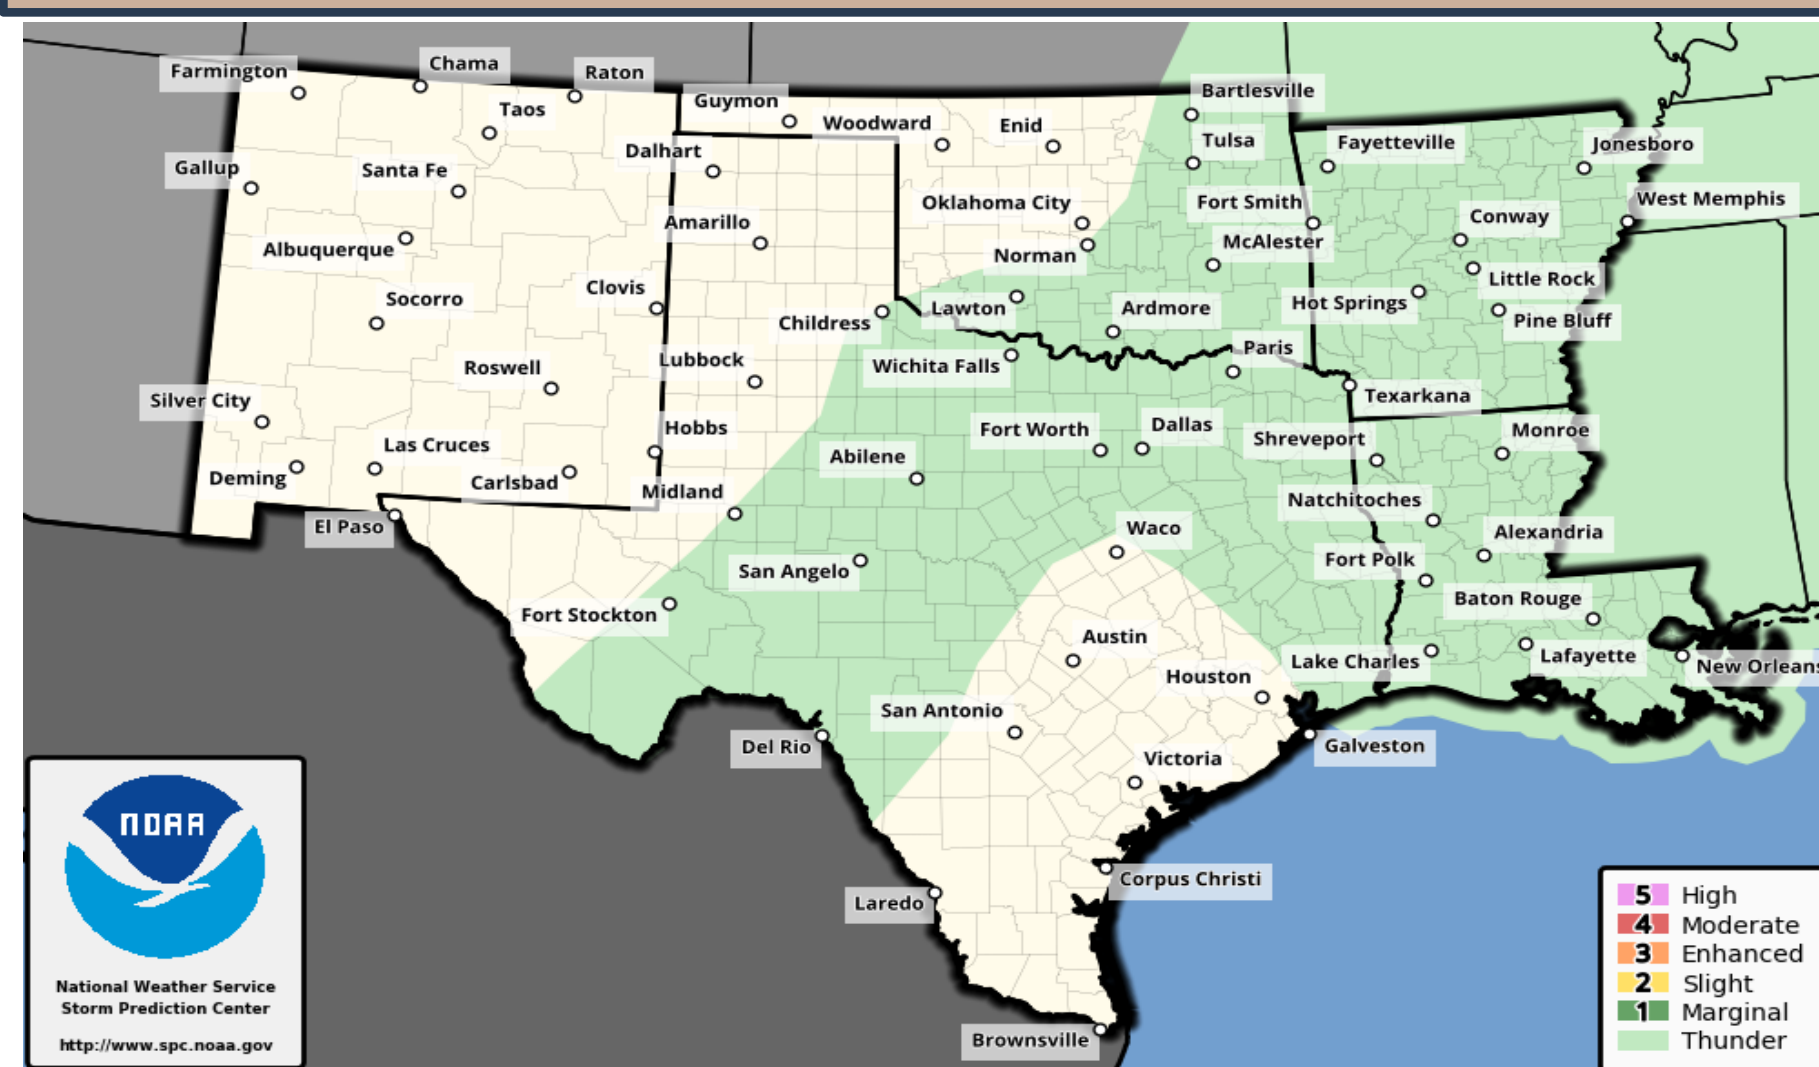 Farmington
Chama
Raton
Taos
Guymon
Woodward
Enid
Bartlesville
Tulsa
Fayetteville
Jonesboro
Gallup
Santa Fe
Dalhart
Oklahoma City
Fort Smith
West Memphis
Amarillo
Conway
Albuquerque
Norman
McAlester
Little Rock
Socorro
Clovis
Childress
Lawton
Ardmore
Hot Springs
Pine Bluff
Roswell
Lubbock
Wichita Falls
Paris
Texarkana
Silver City
Hobbs
Fort Worth
Dallas
Shreveport
Monroe
Las Cruces
Abilene
Deming
Carlsbad
Midland
Natchitoches
El Paso
Waco
Alexandria
San Angelo
Fort Polk
Fort Stockton
Baton Rouge
Austin
Lake Charles
Lafayette
New Orleans
Houston
San Antonio
Del Rio
Galveston
Victoria
Corpus Christi
Laredo
Brownsville
NOAA
National Weather Service
Storm Prediction Center
http://www.spc.noaa.gov
5 High
4 Moderate
3 Enhanced
2 Slight
1 Marginal
Thunder